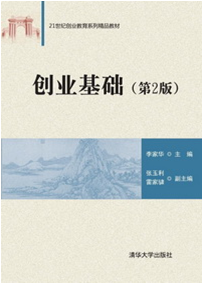 21世纪创业教育系列精品教材
创业基础（第2版）
李家华 ◎ 主 编
张玉利
雷家骕 ◎ 副主编
清华大学出版社